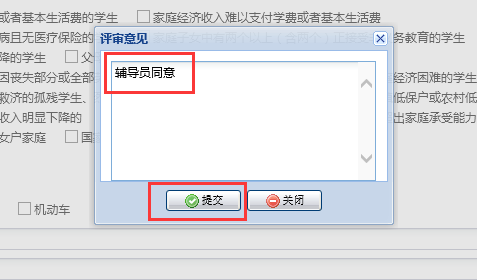 或者基本生活费的学生 家庭经济收入难以支付学费或者基本生活费
评审意见
病且无医疗保险的 务教育的学生
辅导员同意
降的学生 父
因丧失部分或全部 经济困难的学生
救济的孤残学生、 低保户或农村低
收入明显下降的 出家庭承受能力
女户家庭 国
提交 关闭
机动车